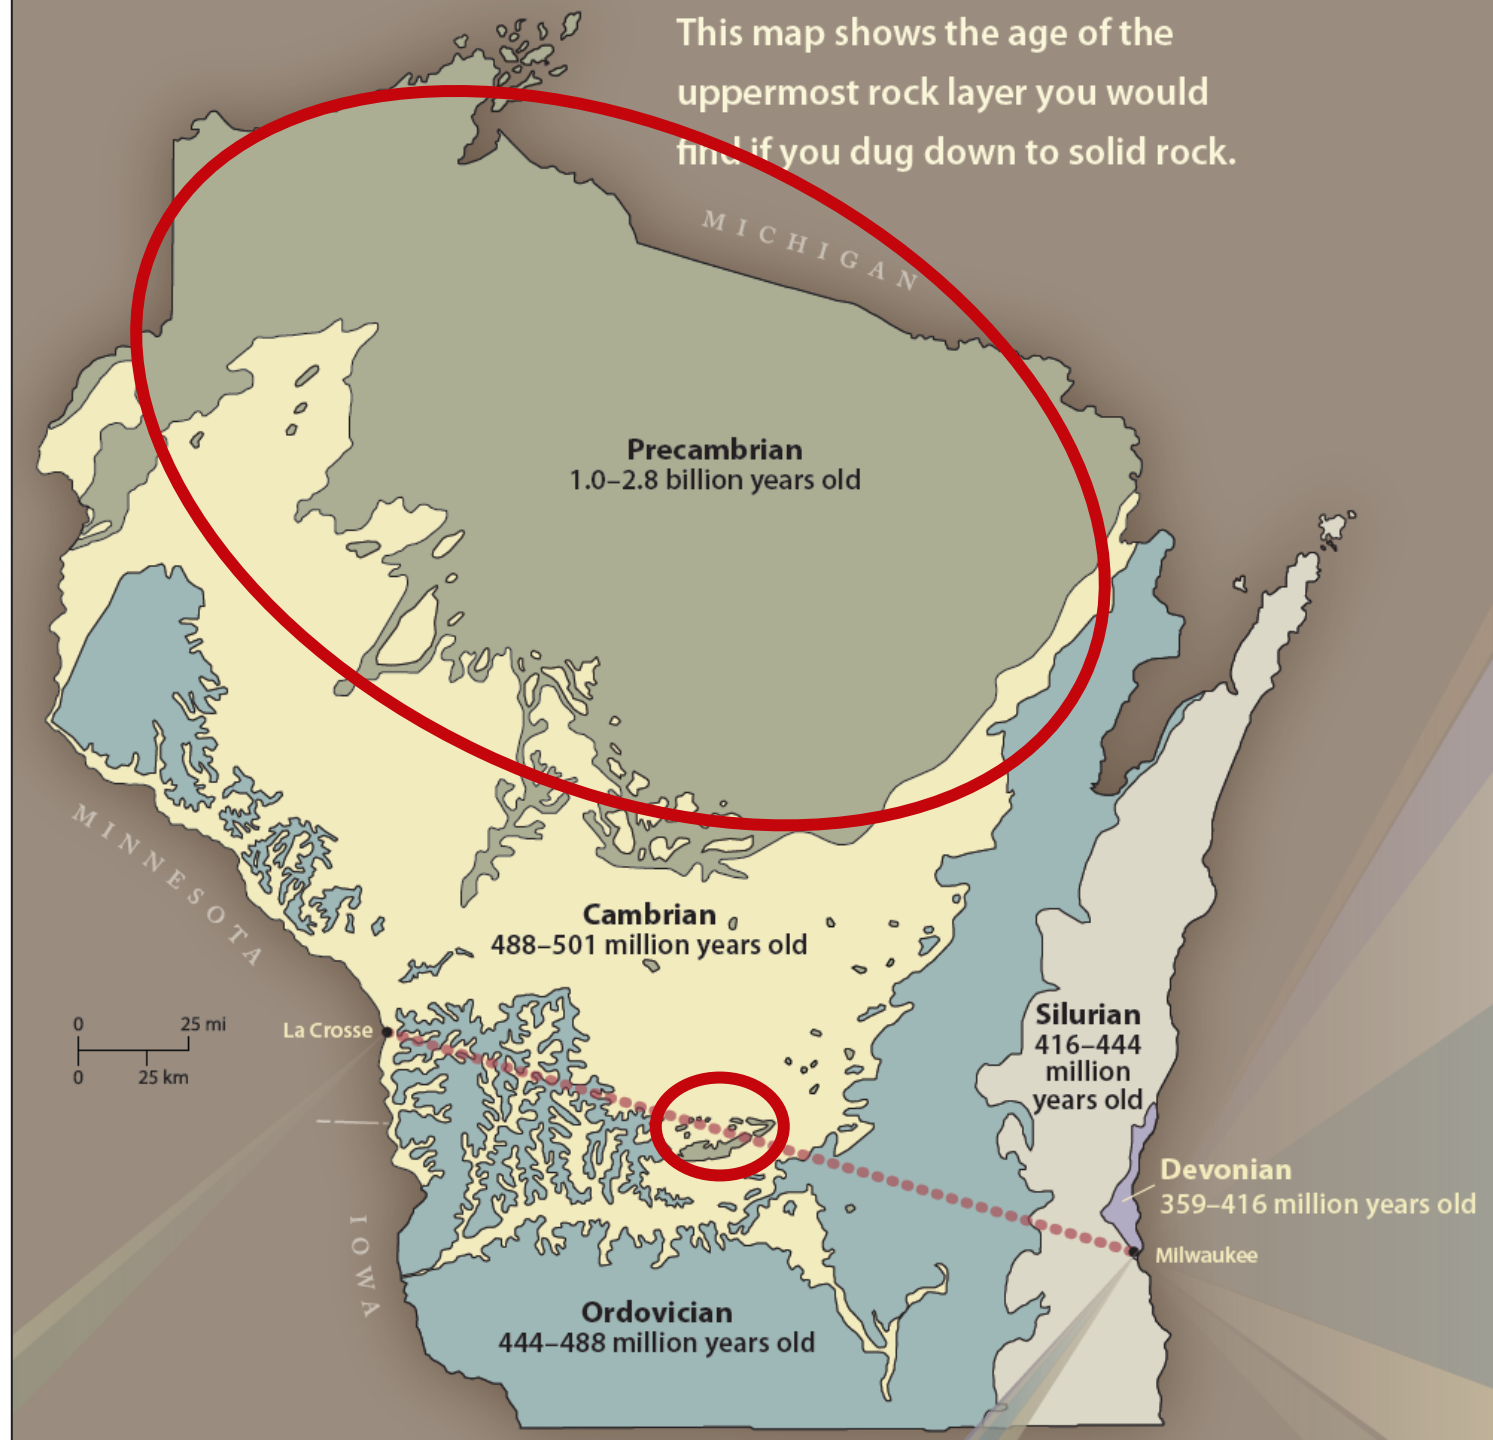 This map shows the age of the
uppermost rock layer you would
find if you dug down to solid rock.
MICHIGAN
Precambrian
1.0–2.8 billion years old
MINNESOTA
Cambrian
488–501 million years old
0 25 mi
0 25 km
La Crosse
Silurian
416–444
million
years old
Devonian
359–416 million years old
Milwaukee
IOWA
Ordovician
444–488 million years old